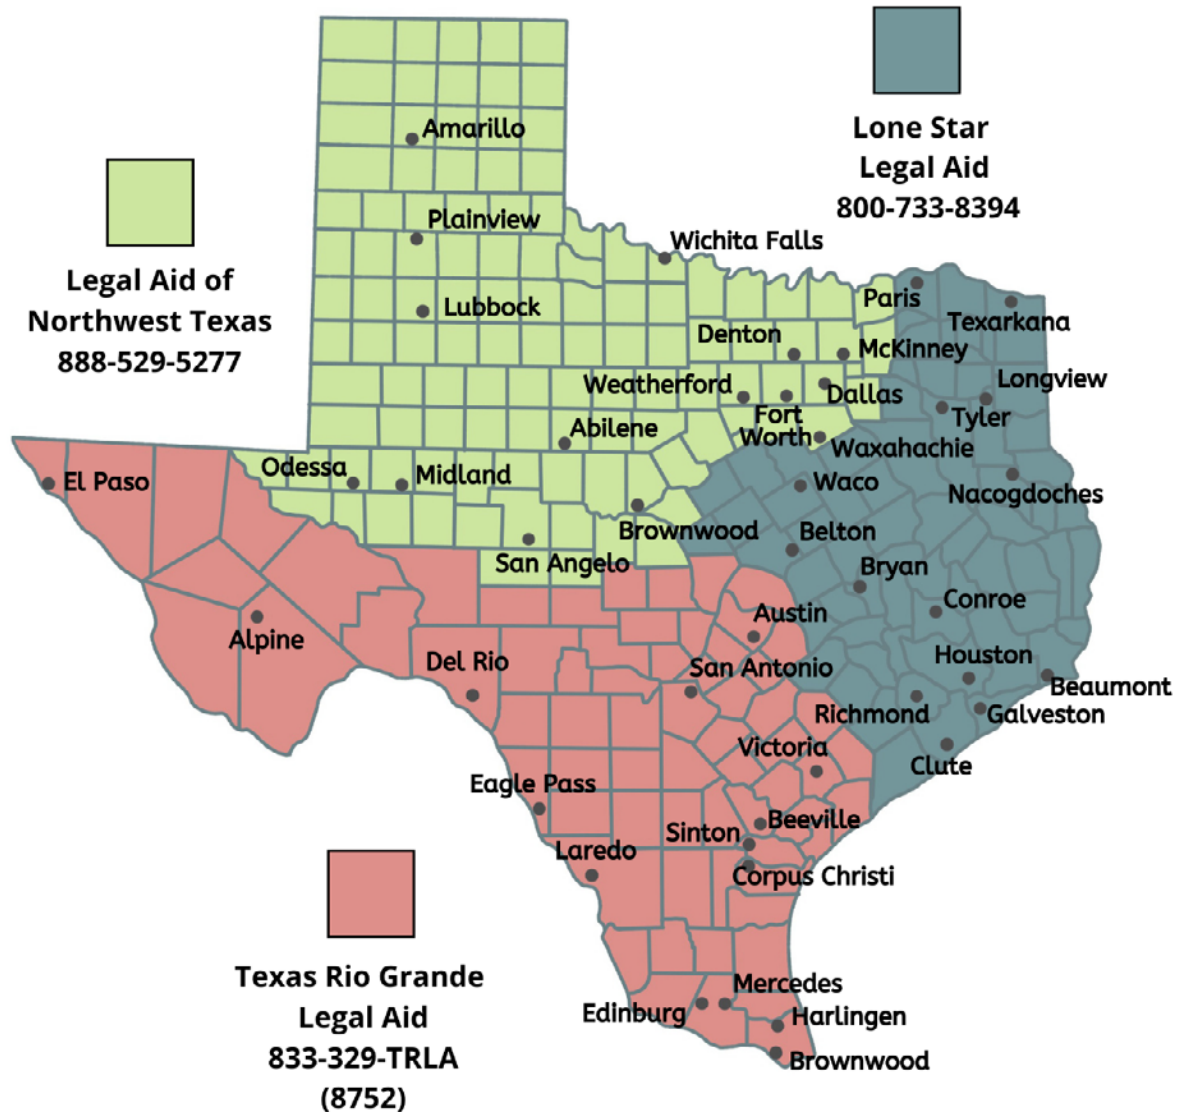 Lone Star
Legal Aid
800-733-8394
Legal Aid of
Northwest Texas
888-529-5277
Amarillo
Plainview
Wichita Falls
Lubbock
Paris
Texarkana
Denton
McKinney
Weatherford
Dallas
Longview
Fort
Worth
Tyler
Abilene
Waxahachie
Odessa
Midland
El Paso
Waco
Nacogdoches
Brownwood
Belton
San Angelo
Bryan
Conroe
Austin
Alpine
Del Rio
San Antonio
Houston
Beaumont
Richmond
Galveston
Victoria
Clute
Eagle Pass
Sinton
Beeville
Laredo
Corpus Christi
Texas Rio Grande
Legal Aid
833-329-TRLA
(8752)
Mercedes
Edinburg
Harlingen
Brownwood